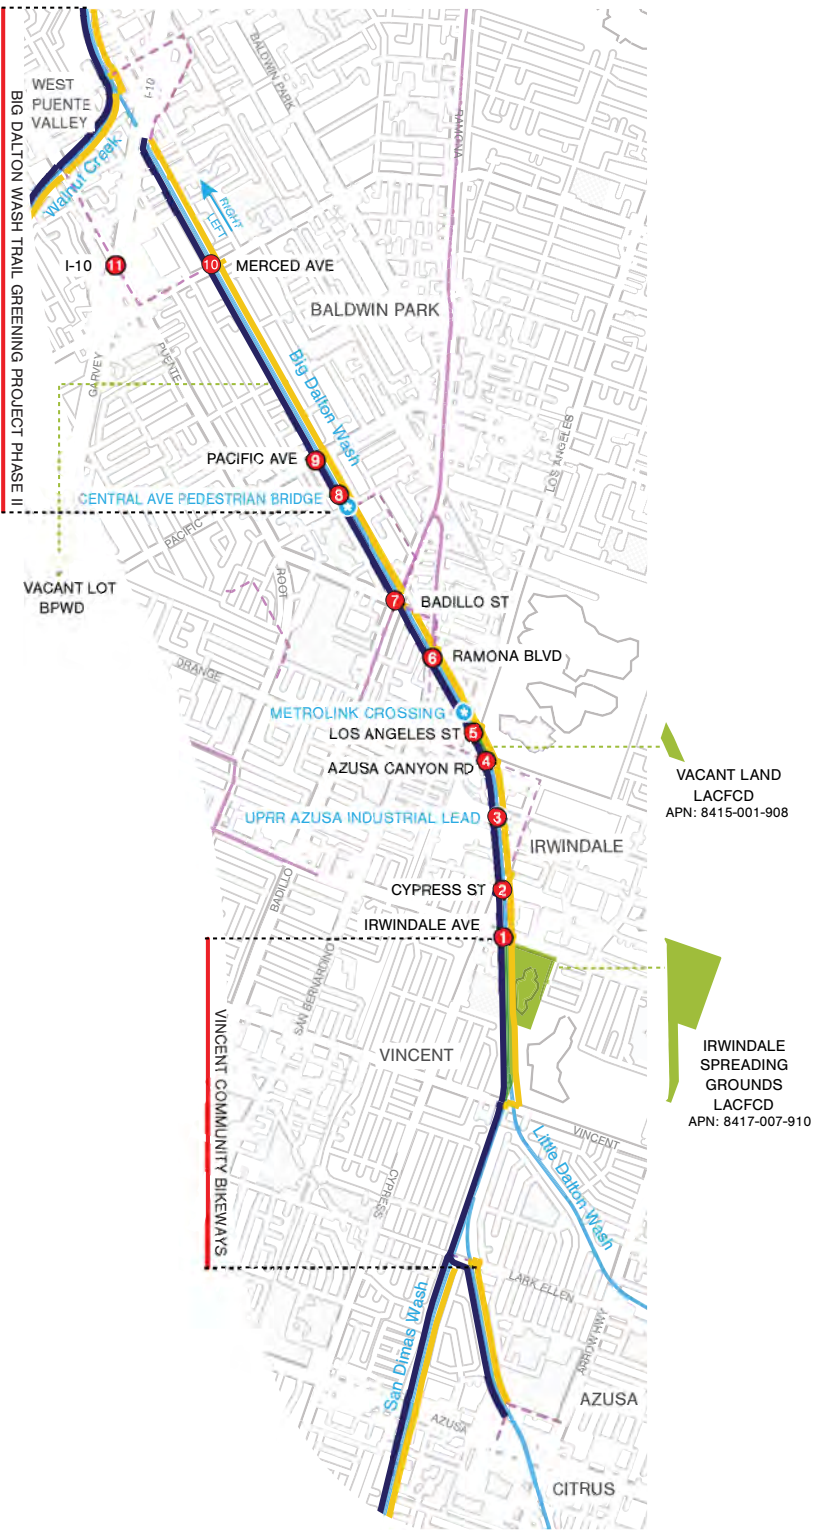 BIG DALTON WASH TRAIL GREENING PROJECT PHASE II
WEST
PUENTE
VALLEY
I-10
BALDWIN PARK
RAMONA
Walnut Creek
RIGHT
LEFT
I-10
11
10
MERCED AVE
BALDWIN PARK
GARVEY
PUENTE
Big Dalton Wash
LOS ANGELES
PACIFIC AVE
9
CENTRAL AVE PEDESTRIAN BRIDGE
8
PACIFIC
VACANT LOT
BPWD
ROOT
7
BADILLO ST
6
RAMONA BLVD
ORANGE
METROLINK CROSSING
LOS ANGELES ST
5
AZUSA CANYON RD
4
VACANT LAND
LACFCD
APN: 8415-001-908
UPRR AZUSA INDUSTRIAL LEAD
3
IRWINDALE
BADILLO
CYPRESS ST
2
IRWINDALE AVE
1
SAN BERNARDINO
VINCENT COMMUNITY BIKEWAYS
VINCENT
IRWINDALE
SPREADING
GROUNDS
LACFCD
APN: 8417-007-910
VINCENT
Little Dalton Wash
CYPRESS
LARK ELLEN
San Dimas Wash
ARROW HWY
AZUSA
AZUSA
CITRUS